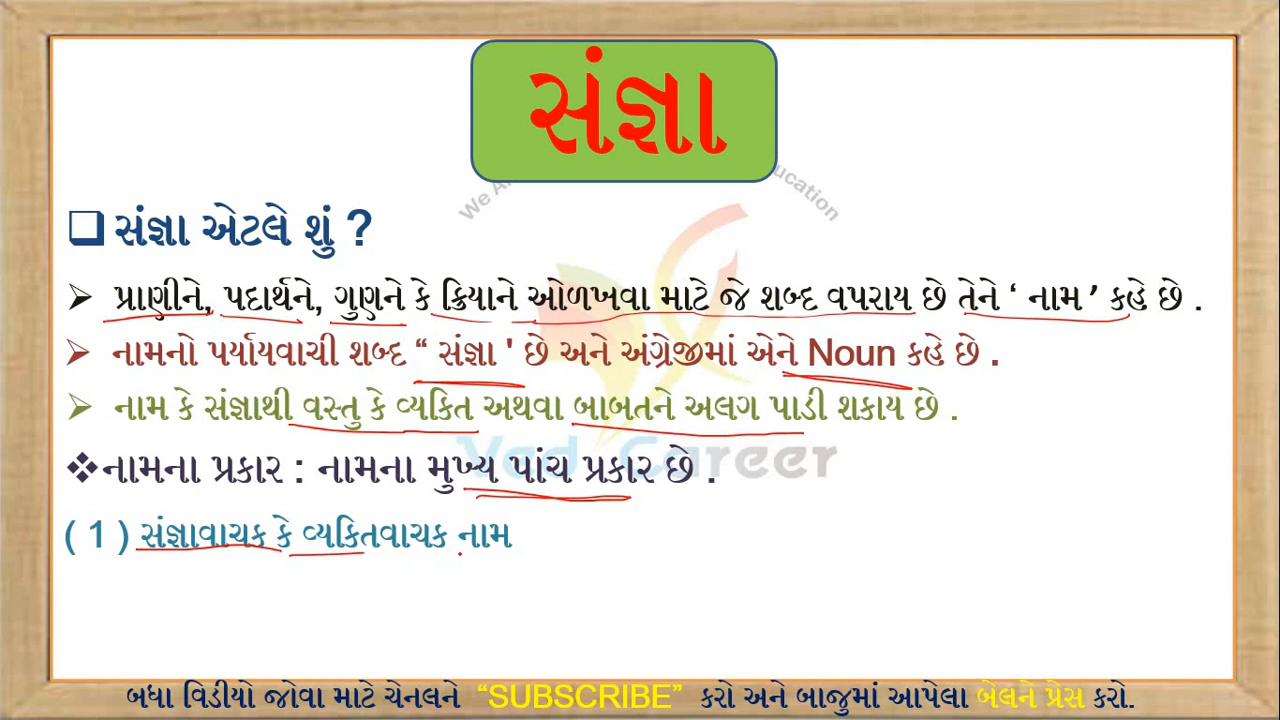 સંજ્ઞા
❑ સંજ્ઞા એટલે શું ?
➢ પ્રાણીને, પદાર્થને, ગુણને કે ક્રિયાને ઓળખવા માટે જે શબ્દ વપરાય છે તેને ‘ નામ ’ કહે છે .
➢ નામનો પર્યાયવાચી શબ્દ “ સંજ્ઞા ' છે અને અંગ્રેજીમાં એને Noun કહે છે .
➢ નામ કે સંજ્ઞાથી વસ્તુ કે વ્યકિત અથવા બાબતને અલગ પાડી શકાય છે .
❖નામના પ્રકાર : નામના મુખ્ય પાંચ પ્રકાર છે .
( 1 ) સંજ્ઞાવાચક કે વ્યકિતવાચક નામ
બધા વિડીયો જોવા માટે ચેનલને “SUBSCRIBE” કરો અને બાજુમાં આપેલા બેલને પ્રેસ કરો.